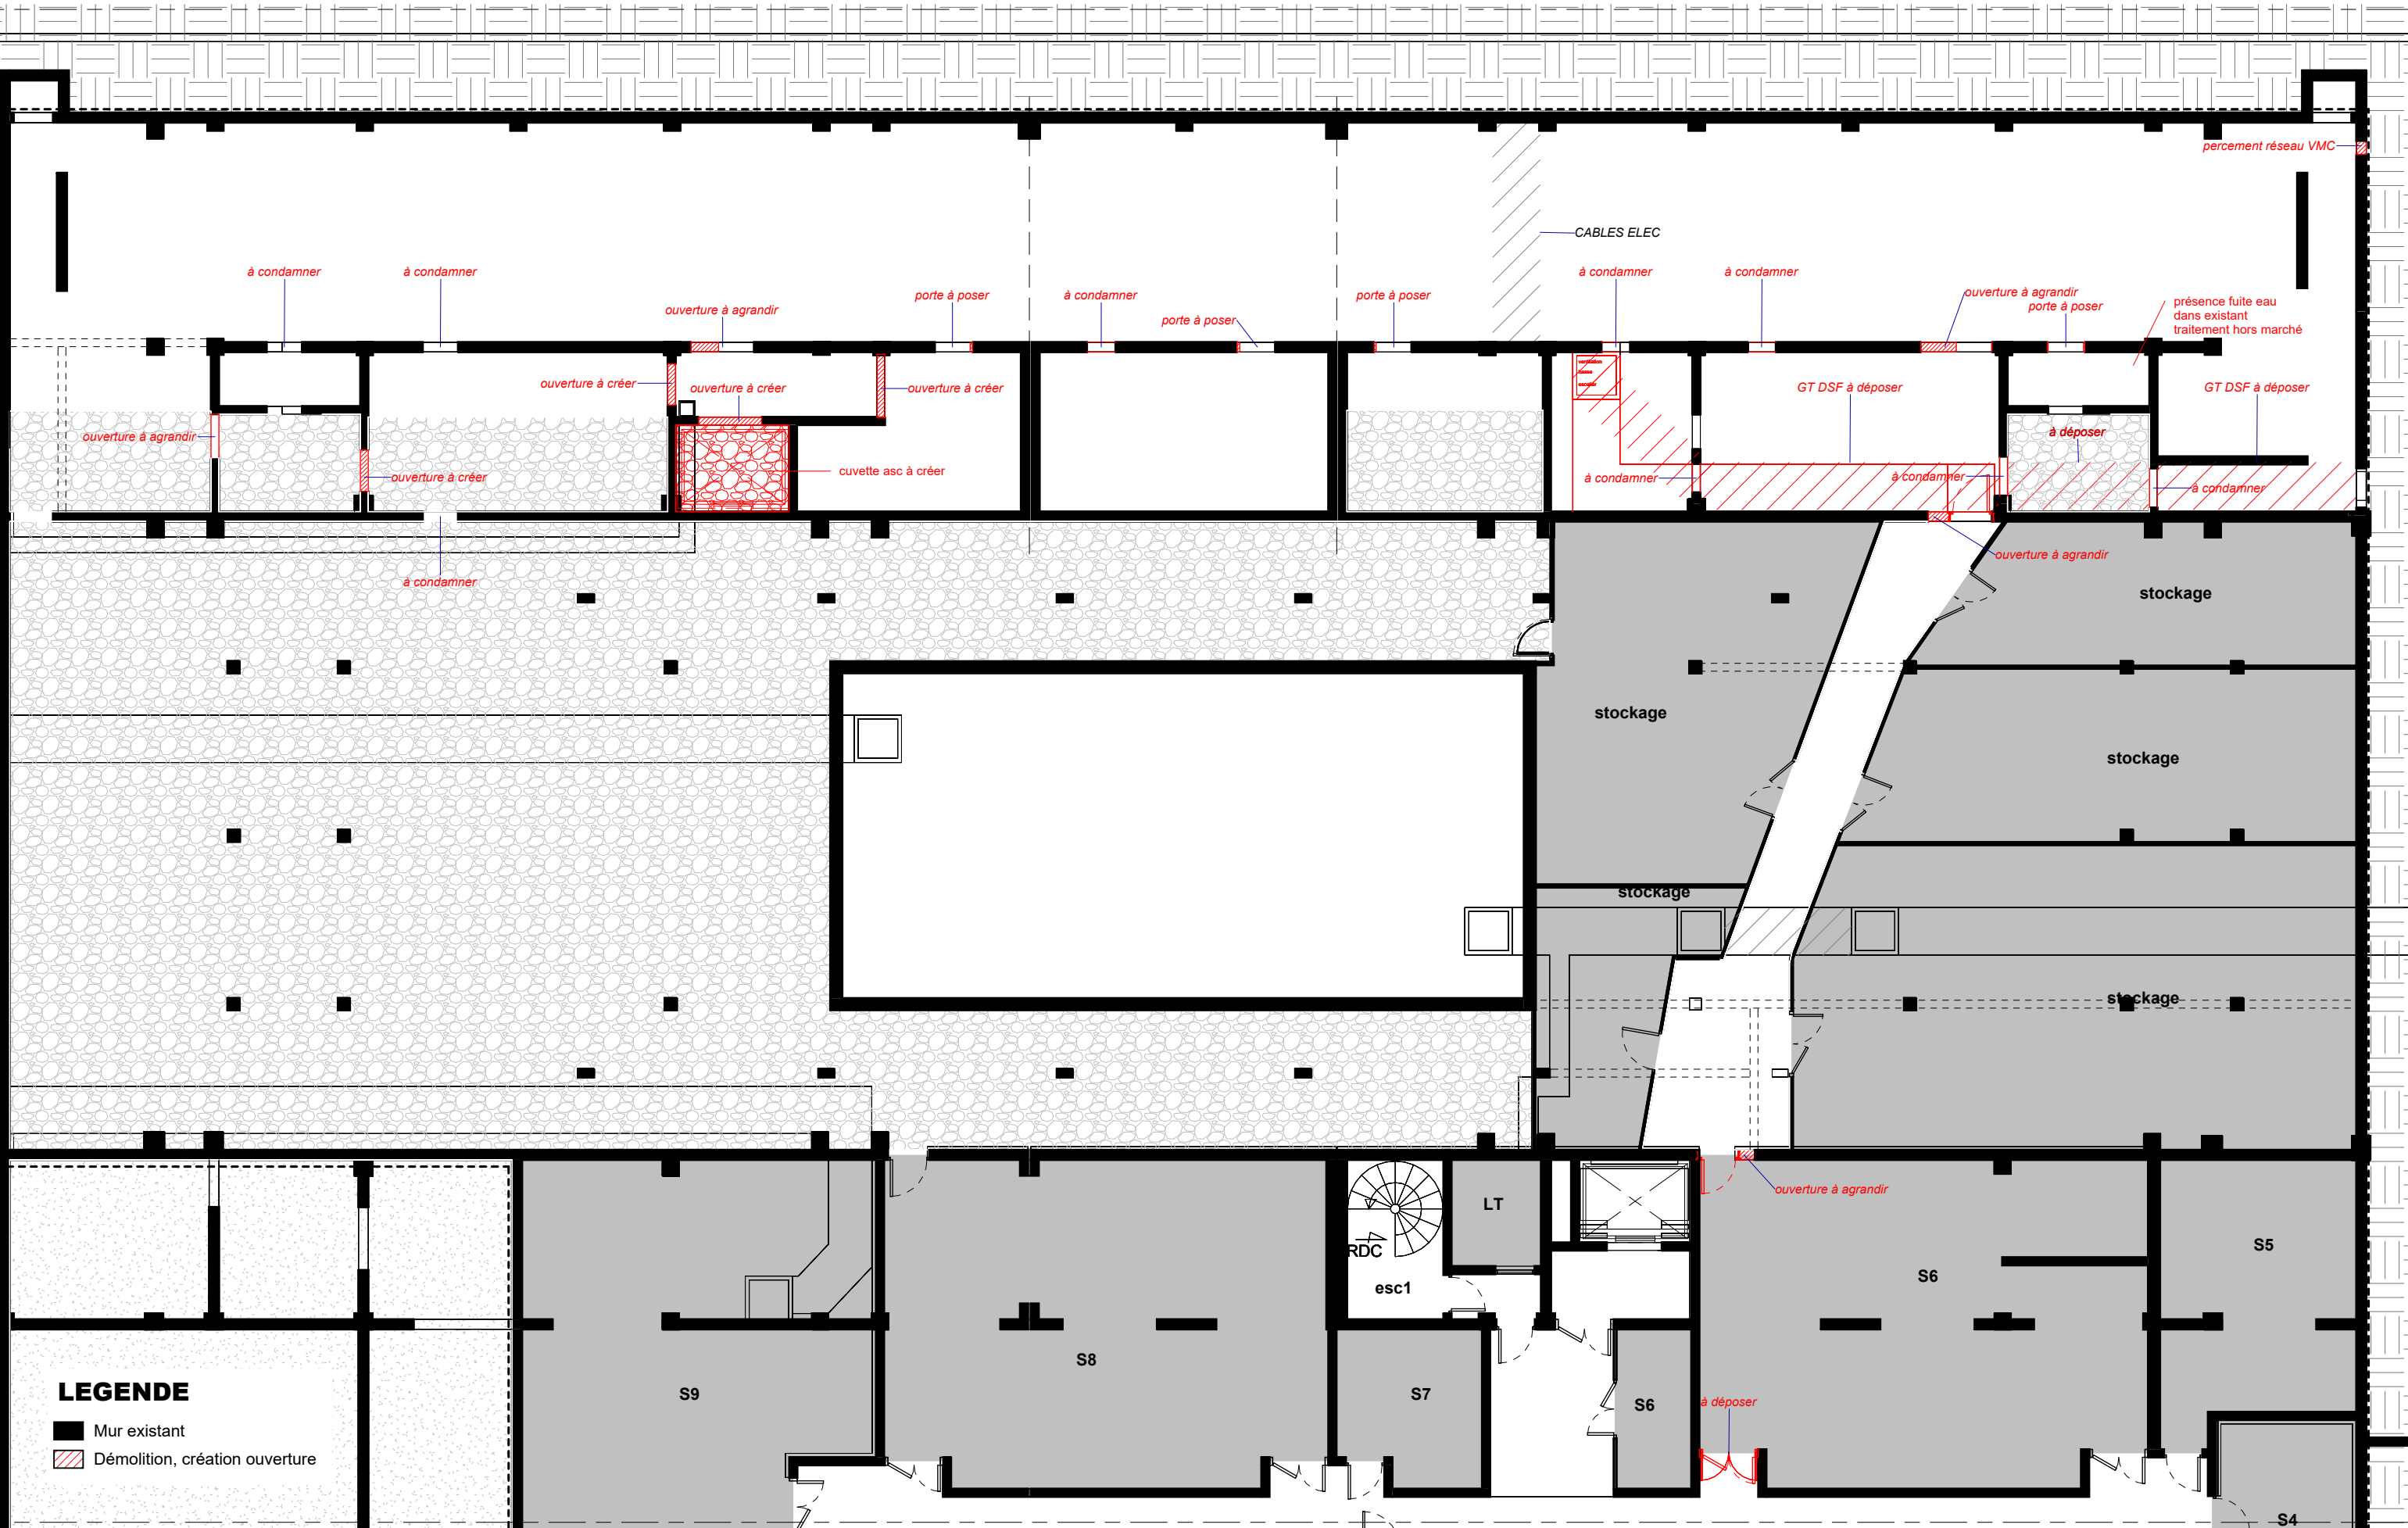 percement réseau VMC
CABLES ELEC
à condamner
à condamner
à condamner
à condamner
ouverture à agrandir
porte à poser
à condamner
porte à poser
ouverture à agrandir
porte à poser
présence fuite eau
dans existant
traitement hors marché
ouverture à agrandir
porte à poser
ouverture à créer
ouverture à créer
ouverture à créer
GT DSF à déposer
GT DSF à déposer
ouverture à agrandir
à déposer
cuvette asc à créer
ouverture à créer
à condamner
à condamner
à condamner
ouverture à agrandir
à condamner
stockage
stockage
stockage
stockage
stockage
ouverture à agrandir
LT
RDC
esc1
S6
S5
S8
S9
S7
S6
à déposer
LEGENDE
Mur existant
Démolition, création ouverture
S4